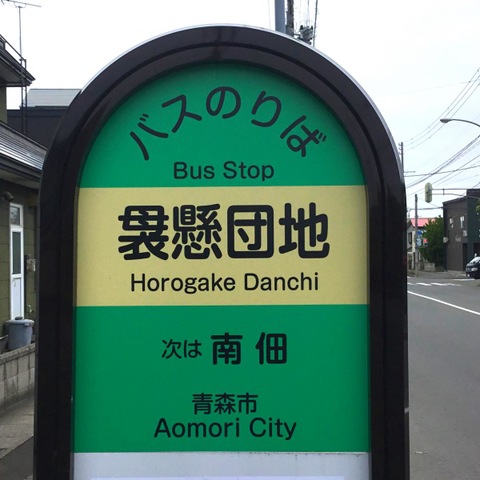 バスのりば
Bus Stop
袰懸団地
Horogake Danchi
次は 南 佃
青森市
Aomori City